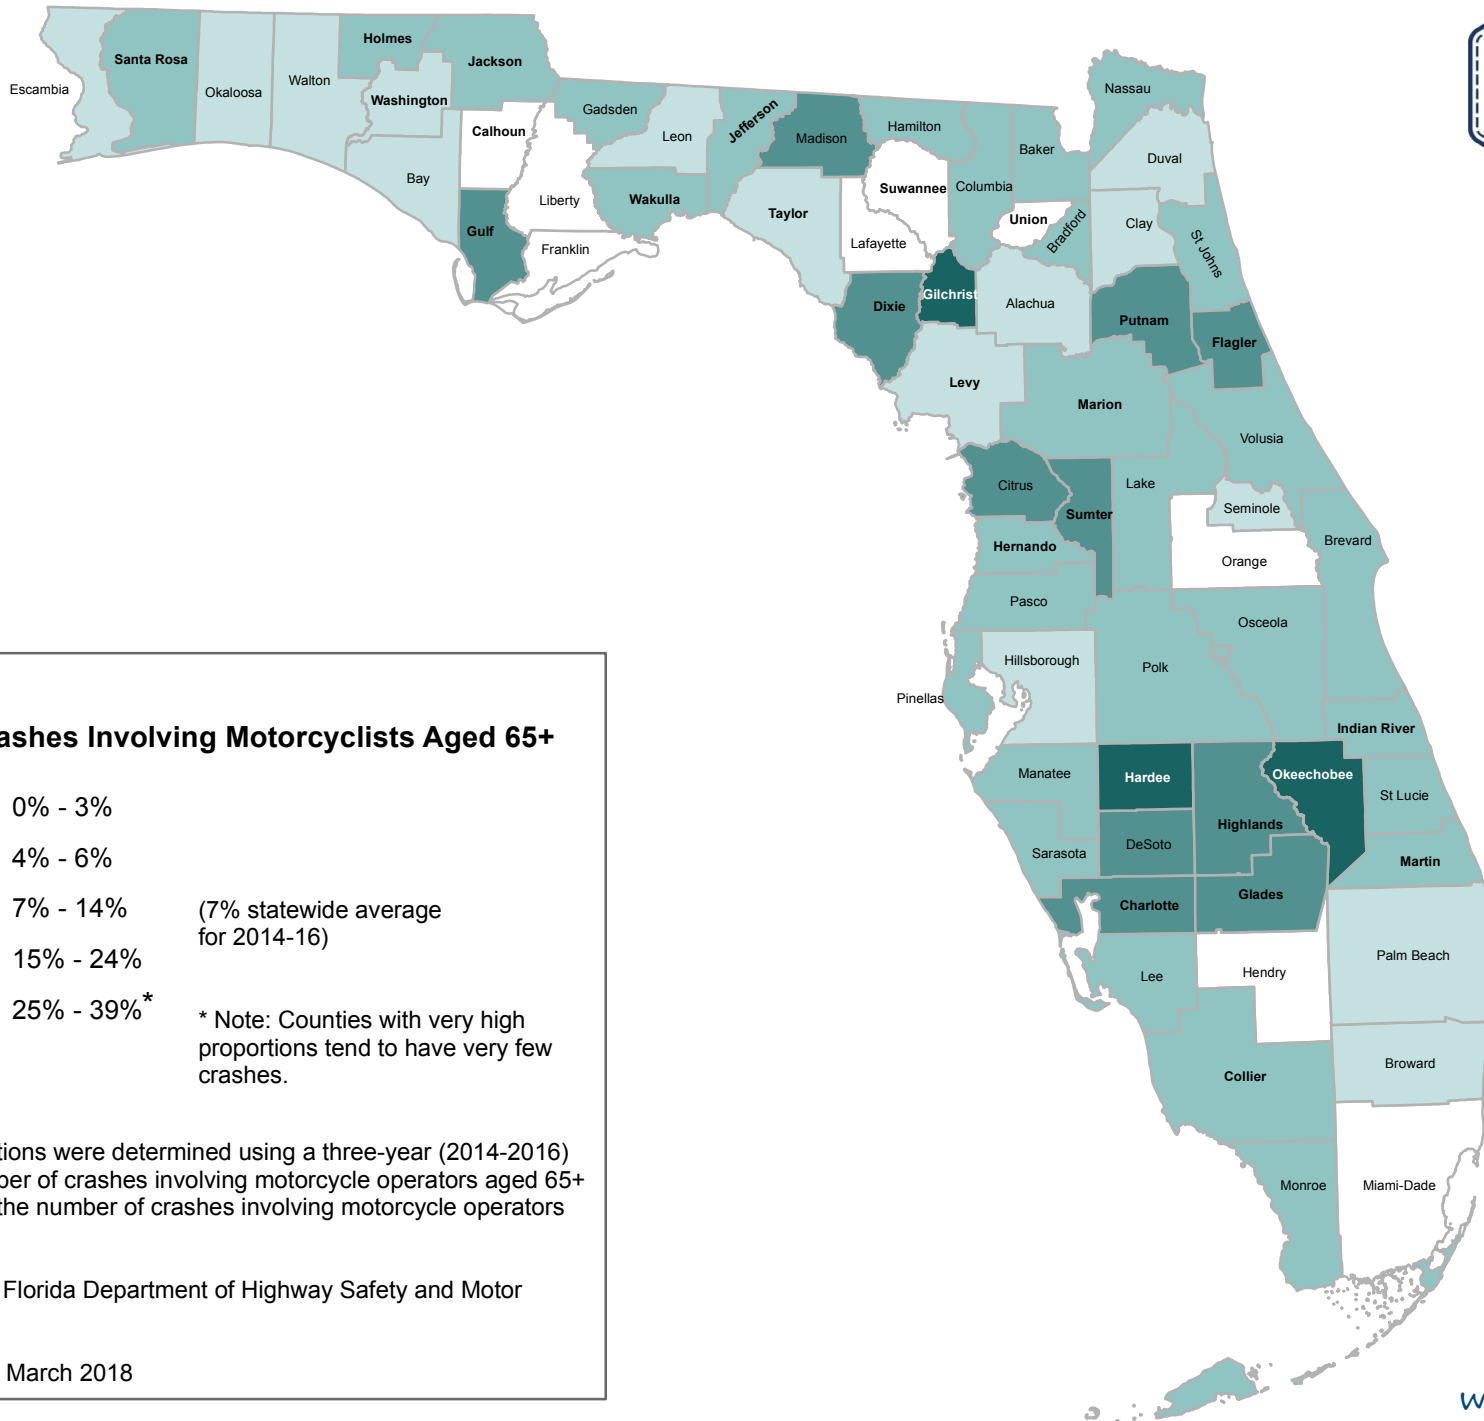 Holmes
Santa Rosa
Jackson
Escambia
Okaloosa
Walton
Washington
Calhoun
Gadsden
Leon
Jefferson
Madison
Hamilton
Nassau
Baker
Duval
Bay
Gulf
Liberty
Franklin
Wakulla
Taylor
Lafayette
Suwannee
Columbia
Union
Bradford
Clay
St Johns
Dixie
Gilchrist
Alachua
Putnam
Flagler
Levy
Marion
Volusia
Citrus
Sumter
Lake
Seminole
Hernando
Orange
Brevard
Pasco
Osceola
Hillsborough
Polk
Pinellas
Indian River
Manatee
Hardee
Okeechobee
St Lucie
Highlands
Sarasota
DeSoto
Martin
Charlotte
Glades
Lee
Hendry
Palm Beach
Collier
Broward
Monroe
Miami-Dade
ashes Involving Motorcyclists Aged 65+
0% - 3%
4% - 6%
7% - 14%
(7% statewide average
for 2014-16)
15% - 24%
25% - 39%*
* Note: Counties with very high
proportions tend to have very few
crashes.
tions were determined using a three-year (2014-2016)
ber of crashes involving motorcycle operators aged 65+
the number of crashes involving motorcycle operators
Florida Department of Highway Safety and Motor
March 2018
w